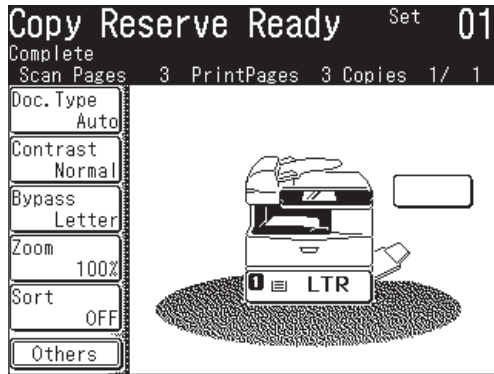 Copy Reserve Ready Set 01
Complete
Scan Pages 3 PrintPages 3 Copies 1/ 1
Doc.Type
Auto
Contrast
Normal
Bypass
Letter
Zoom
100%
Sort
OFF
Others
1 LTR